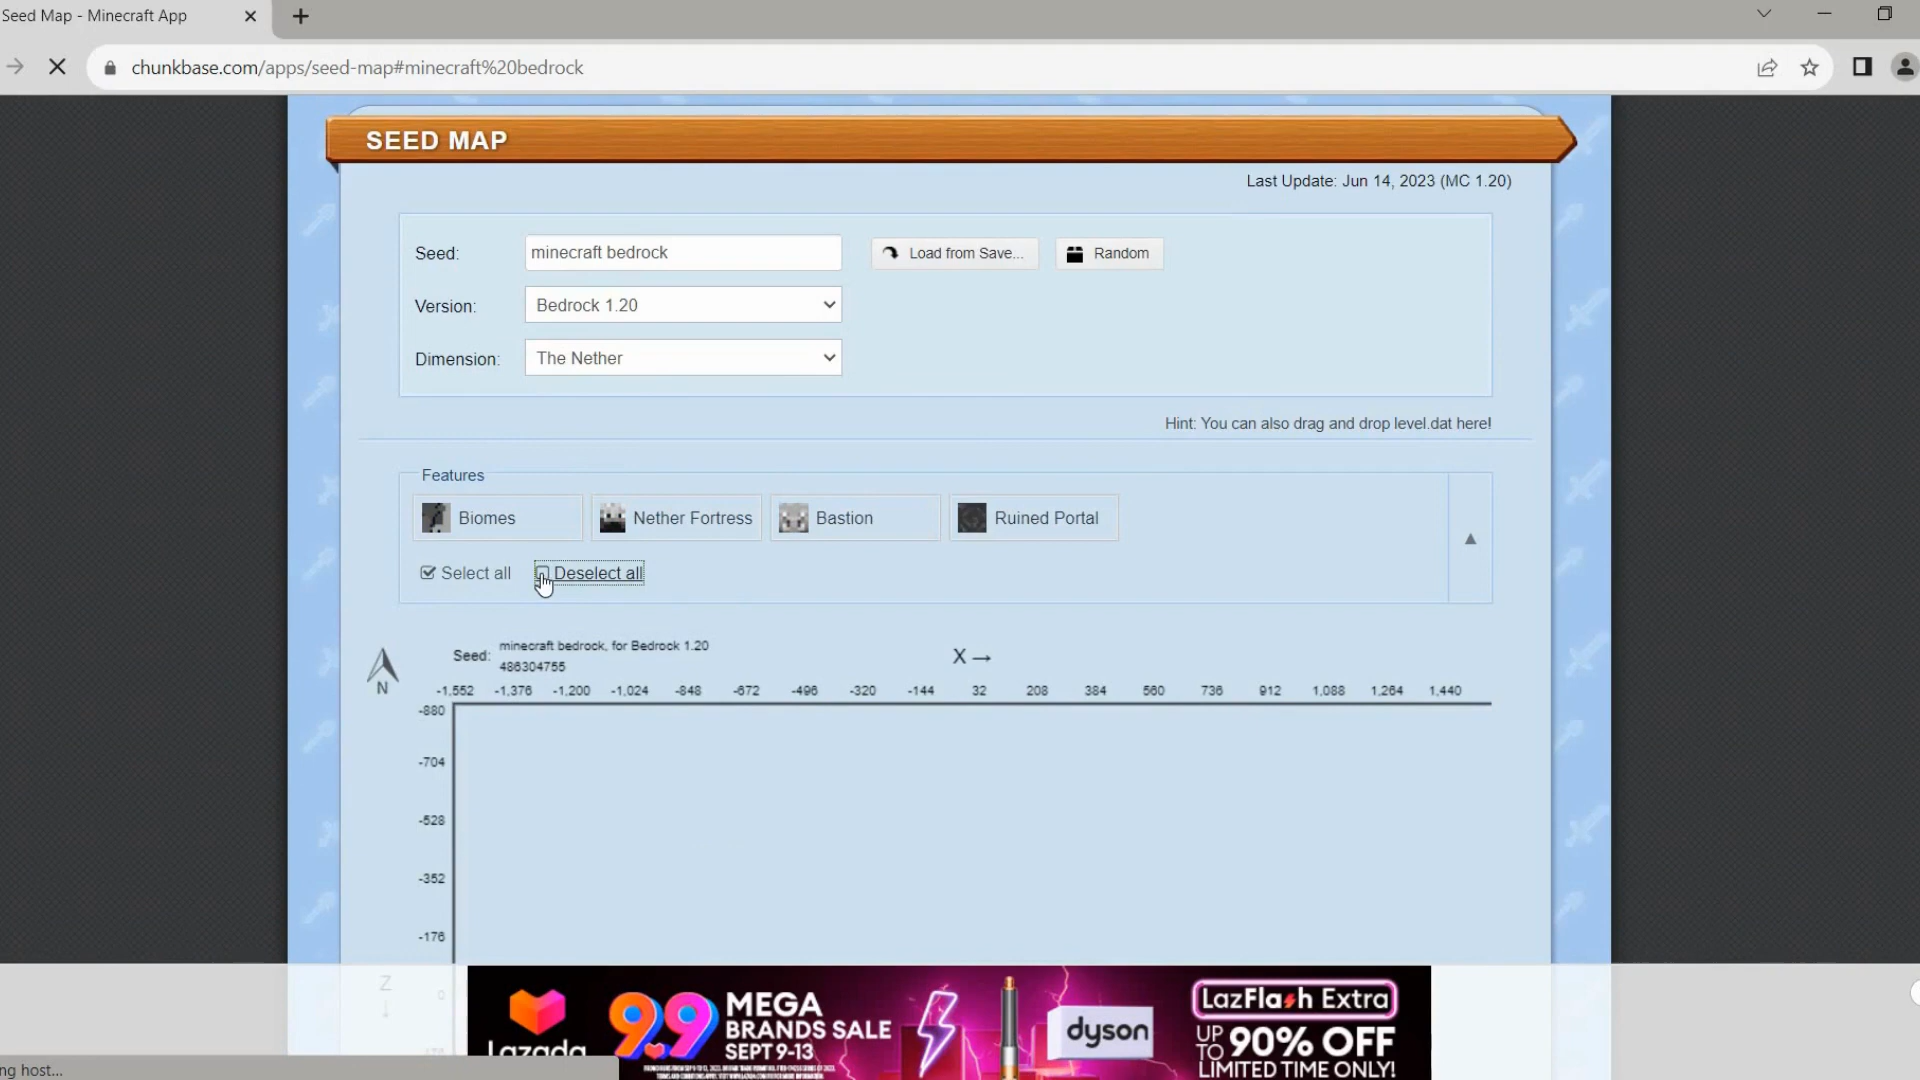 Seed Map - Minecraft App
chunkbase.com/apps/seed-map#minecraft%20bedrock
SEED MAP
Last Update: Jun 14, 2023 (MC 1.20)
Seed: minecraft bedrock Load from Save... Random
Version: Bedrock 1.20
Dimension: The Nether
Hint: You can also drag and drop level.dat here!
Features
Biomes Nether Fortress Bastion Ruined Portal
Select all Deselect all
Seed: minecraft bedrock, for Bedrock 1.20
486304755
X →
N
-1,552 -1,376 -1,200 -1,024 -848 -672 -496 -320 -144 32 208 384 560 736 912 1,088 1,264 1,440
-880
-704
-528
-352
-176
Z
↓
0
Lazada
9.9 MEGA BRANDS SALE
SEPT 9-13
dyson
LazFlash Extra
UP TO 90% OFF
LIMITED TIME ONLY!
ng host...